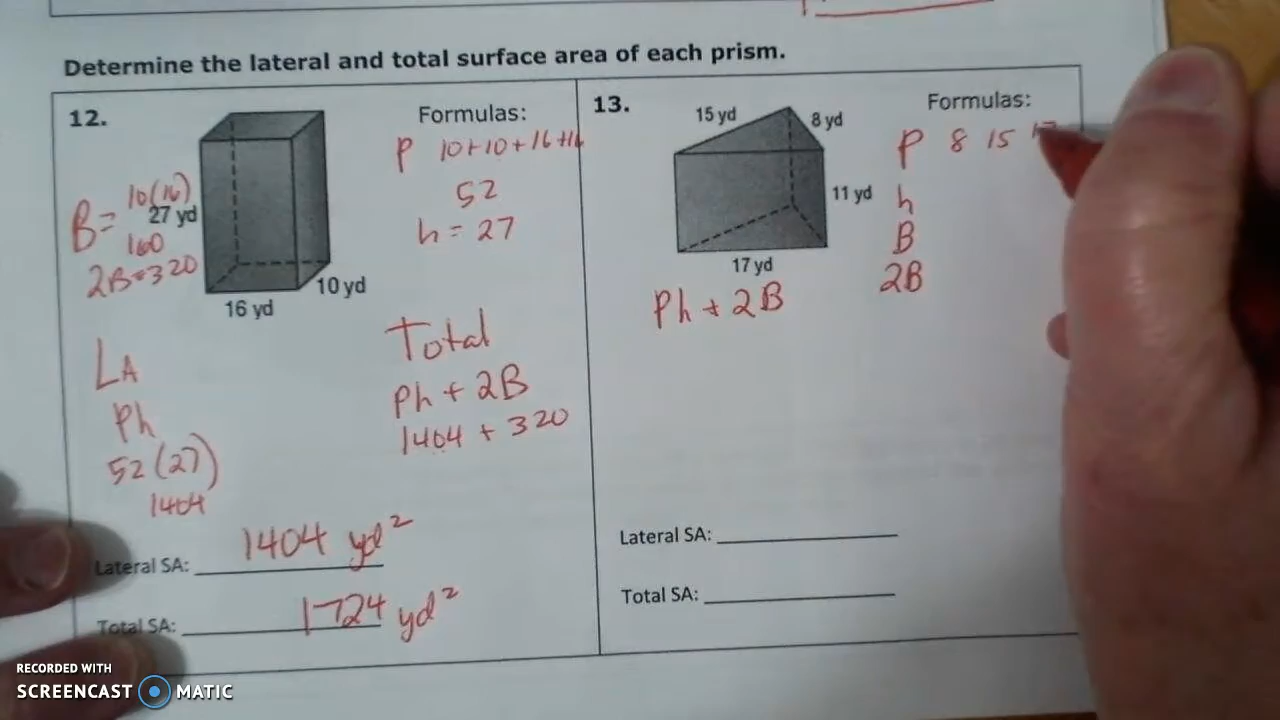 Determine the lateral and total surface area of each prism.
12.
Formulas:
P 10+10+16+16
52
h = 27
10(16)
B=
27 yd
160
2B=320
10 yd
16 yd
LA
Ph
52(27)
1404
Total
Ph + 2B
1404 + 320
Lateral SA: 1404 yd²
Total SA: 1724 yd²
13.
Formulas:
15 yd
8 yd
P 8 15
11 yd
h
B
17 yd
2B
Ph + 2B
Lateral SA:
Total SA:
RECORDED WITH
SCREENCAST MATIC